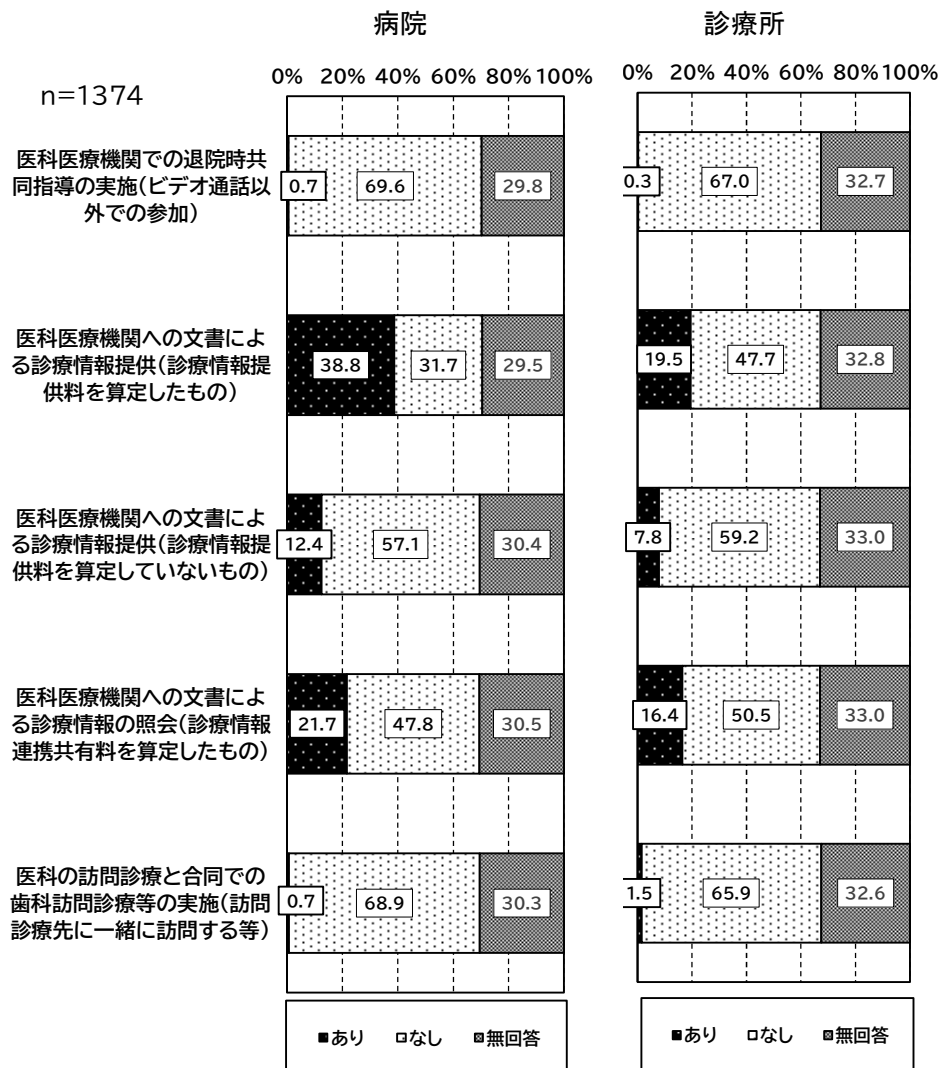 病院
診療所
n=1374
0% 20% 40% 60% 80% 100%
0% 20% 40% 60% 80% 100%
医科医療機関での退院時共
同指導の実施(ビデオ通話以
外での参加)
0.7 69.6 29.8
0.3 67.0 32.7
医科医療機関への文書によ
る診療情報提供(診療情報提
供料を算定したもの)
38.8 31.7 29.5
19.5 47.7 32.8
医科医療機関への文書によ
る診療情報提供(診療情報提
供料を算定していないもの)
12.4 57.1 30.4
7.8 59.2 33.0
医科医療機関への文書によ
る診療情報の照会(診療情報
連携共有料を算定したもの)
21.7 47.8 30.5
16.4 50.5 33.0
医科の訪問診療と合同での
歯科訪問診療等の実施(訪問
診療先に一緒に訪問する等)
0.7 68.9 30.3
1.5 65.9 32.6
あり なし 無回答
あり なし 無回答